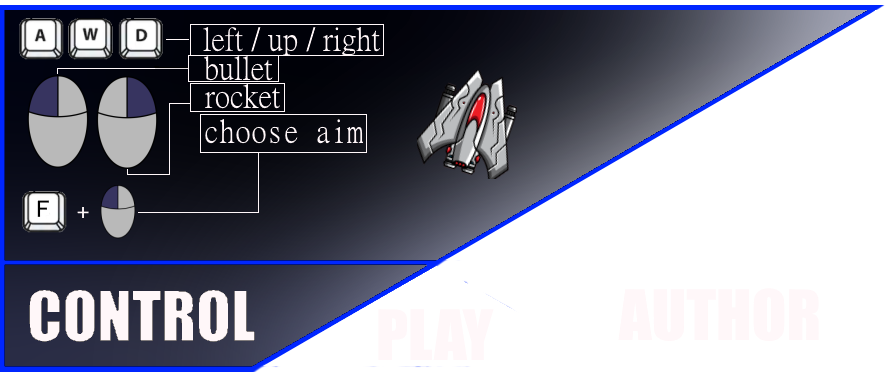 A W D left / up / right
bullet
rocket
choose aim
F +
CONTROL PLAY AUTHOR